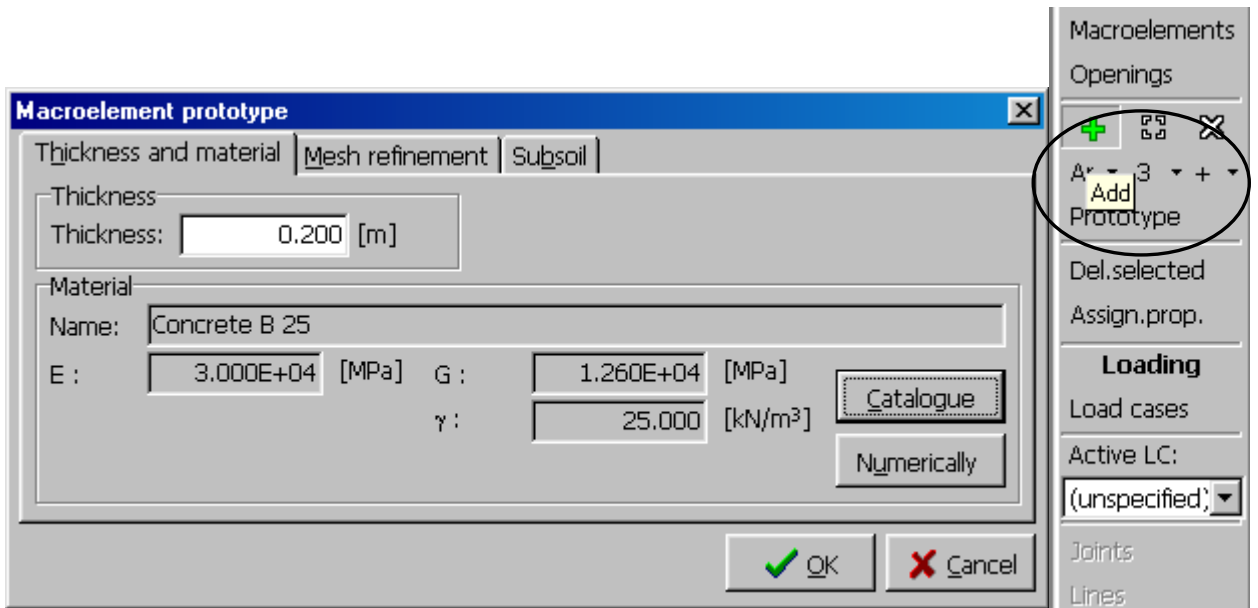 Macroelement prototype
Thickness and material Mesh refinement Subsoil
Thickness
Thickness: 0.200 [m]
Material
Name: Concrete B 25
E : 3.000E+04 [MPa] G : 1.260E+04 [MPa]
γ : 25.000 [kN/m³]
Catalogue
Numerically
OK Cancel
Macroelements
Openings
Ar 3 +
Add
Prototype
Del.selected
Assign.prop.
Loading
Load cases
Active LC:
(unspecified)
Joints
Lines